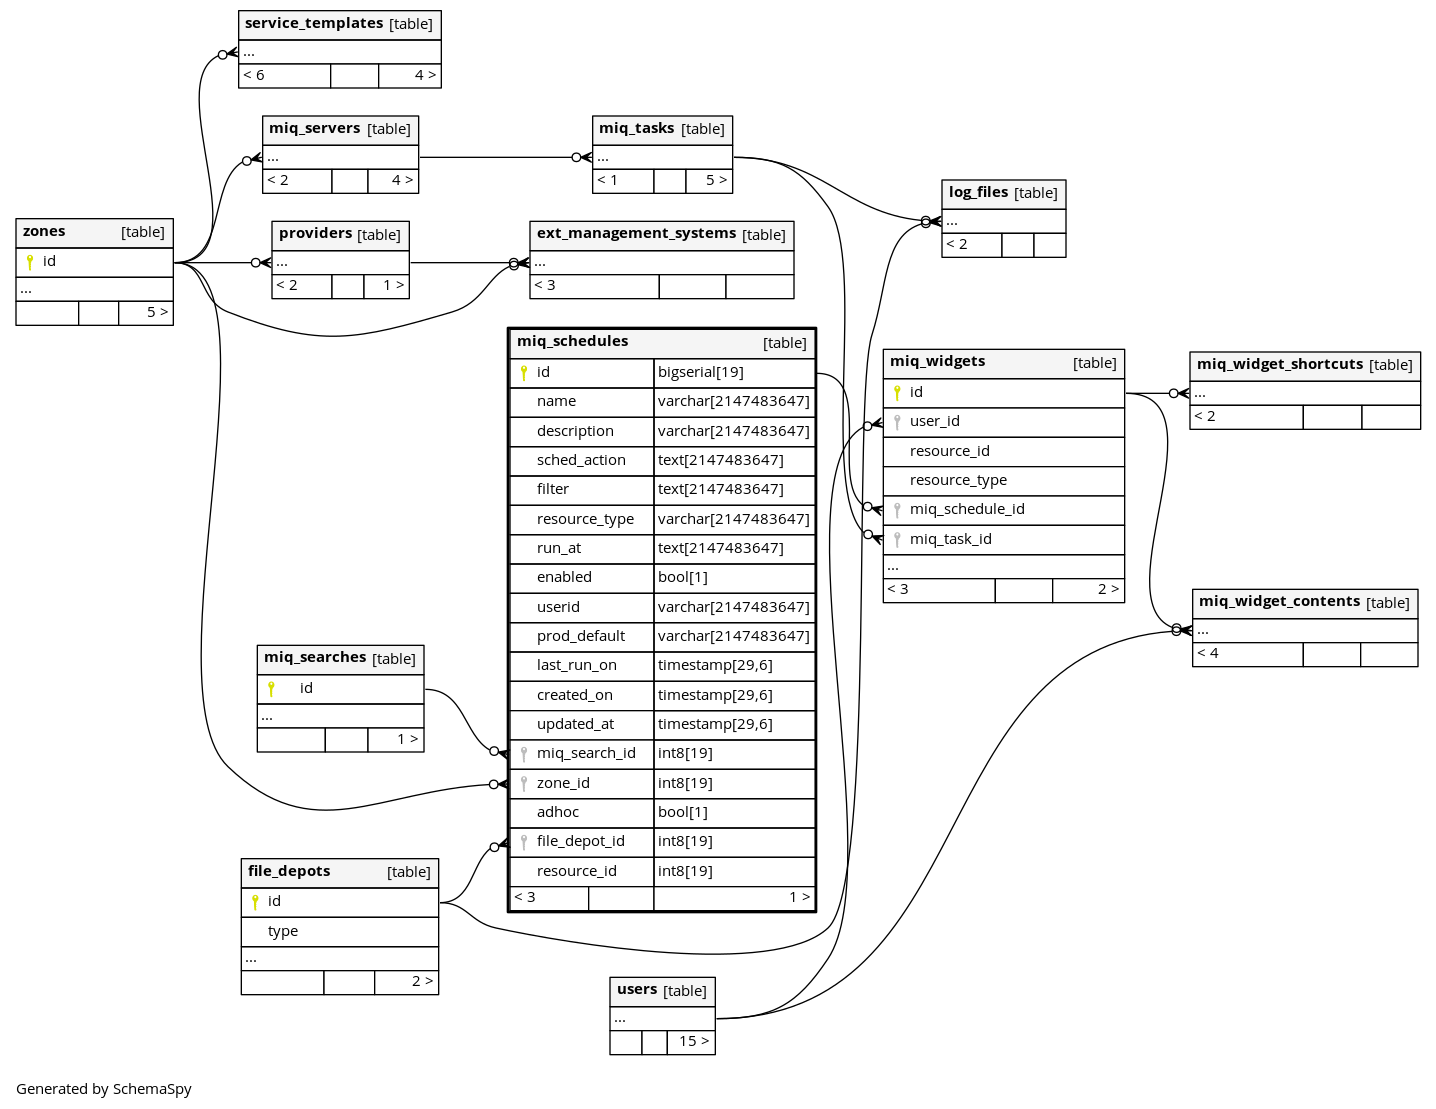 service_templates [table]
...
< 6 4 >
miq_servers [table]
...
< 2 4 >
miq_tasks [table]
...
< 1 5 >
log_files [table]
...
< 2
zones [table]
id
...
5 >
providers [table]
...
< 2 1 >
ext_management_systems [table]
...
< 3
miq_schedules [table]
id bigserial[19]
name varchar[2147483647]
description varchar[2147483647]
sched_action text[2147483647]
filter text[2147483647]
resource_type varchar[2147483647]
run_at text[2147483647]
enabled bool[1]
userid varchar[2147483647]
prod_default varchar[2147483647]
last_run_on timestamp[29,6]
created_on timestamp[29,6]
updated_at timestamp[29,6]
miq_search_id int8[19]
zone_id int8[19]
adhoc bool[1]
file_depot_id int8[19]
resource_id int8[19]
< 3 1 >
miq_widgets [table]
id
user_id
resource_id
resource_type
miq_schedule_id
miq_task_id
...
< 3 2 >
miq_widget_shortcuts [table]
...
< 2
miq_widget_contents [table]
...
< 4
miq_searches [table]
id
...
1 >
file_depots [table]
id
type
...
2 >
users [table]
...
15 >
Generated by SchemaSpy